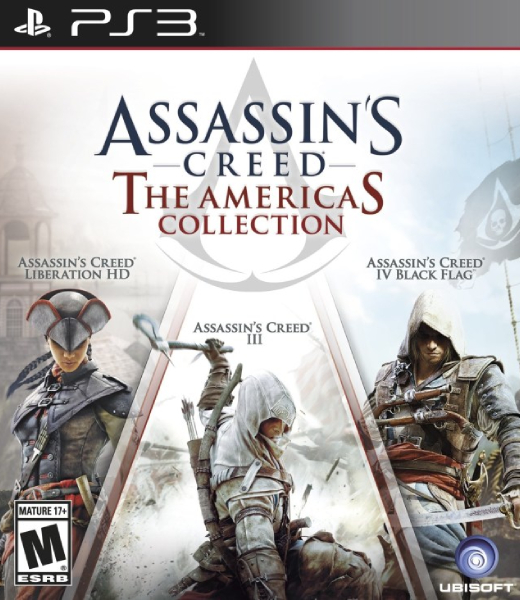 PS3
ASSASSIN'S
CREED
THE AMERICAS
COLLECTION
ASSASSIN'S CREED®
LIBERATION HD
ASSASSIN'S CREED®
IV BLACK FLAG™
ASSASSIN'S CREED®
III
MATURE 17+
M
ESRB
UBISOFT